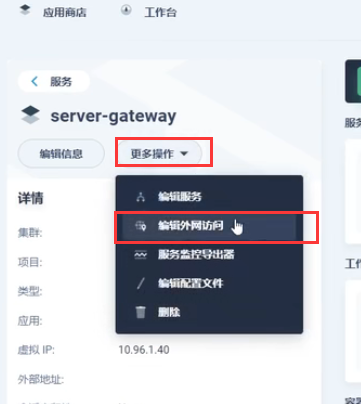 应用商店 工作台
服务
server-gateway
编辑信息 更多操作
服务
详情
编辑服务
集群:
编辑外网访问
项目:
服务监控导出器
类型:
编辑配置文件
应用:
删除
虚拟 IP: 10.96.1.40
外部地址: